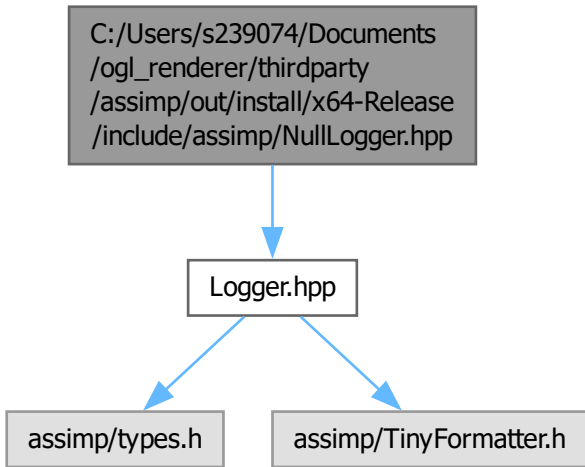 C:/Users/s239074/Documents
/ogl_renderer/thirdparty
/assimp/out/install/x64-Release
/include/assimp/NullLogger.hpp
Logger.hpp
assimp/types.h
assimp/TinyFormatter.h